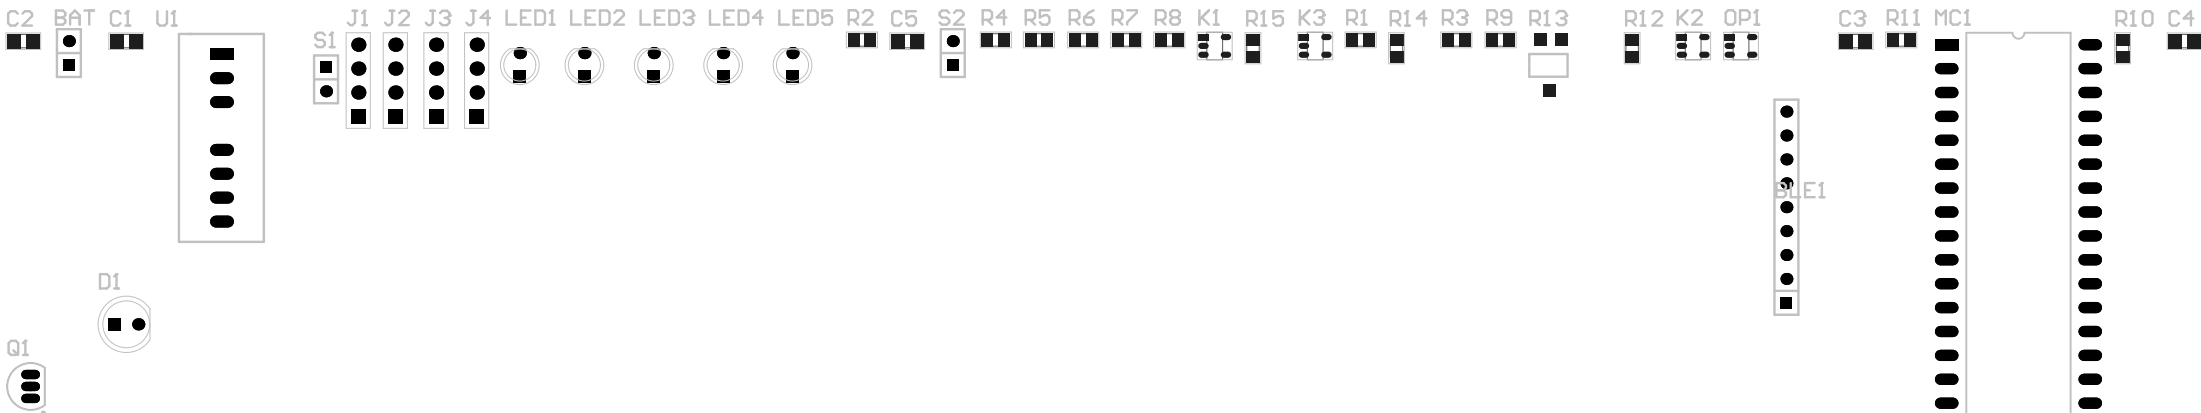 C2 BAT C1 U1 J1 J2 J3 J4 LED1 LED2 LED3 LED4 LED5 R2 C5 S2 R4 R5 R6 R7 R8 K1 R15 K3 R1 R14 R3 R9 R13 R12 K2 OP1 C3 R11 MC1 R10 C4
S1
BLE1
D1
Q1